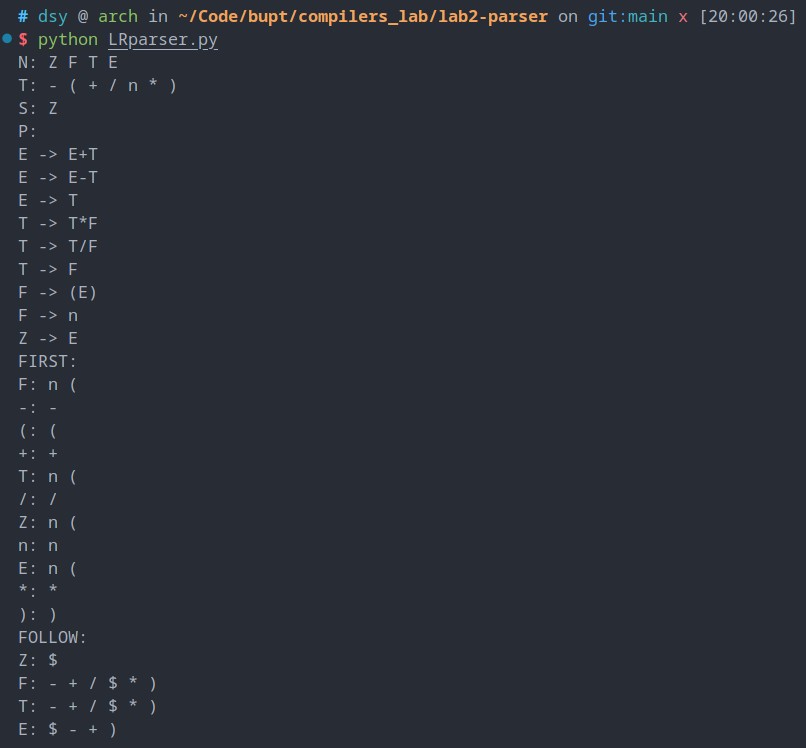 # dsy @ arch in ~/Code/bupt/compilers_lab/lab2-parser on git:main x [20:00:26]
$ python LRparser.py
N: Z F T E
T: - ( + / n * )
S: Z
P:
E -> E+T
E -> E-T
E -> T
T -> T*F
T -> T/F
T -> F
F -> (E)
F -> n
Z -> E
FIRST:
F: n (
-: -
(: (
+: +
T: n (
/: /
Z: n (
n: n
E: n (
*: *
): )
FOLLOW:
Z: $
F: - + / $ * )
T: - + / $ * )
E: $ - + )